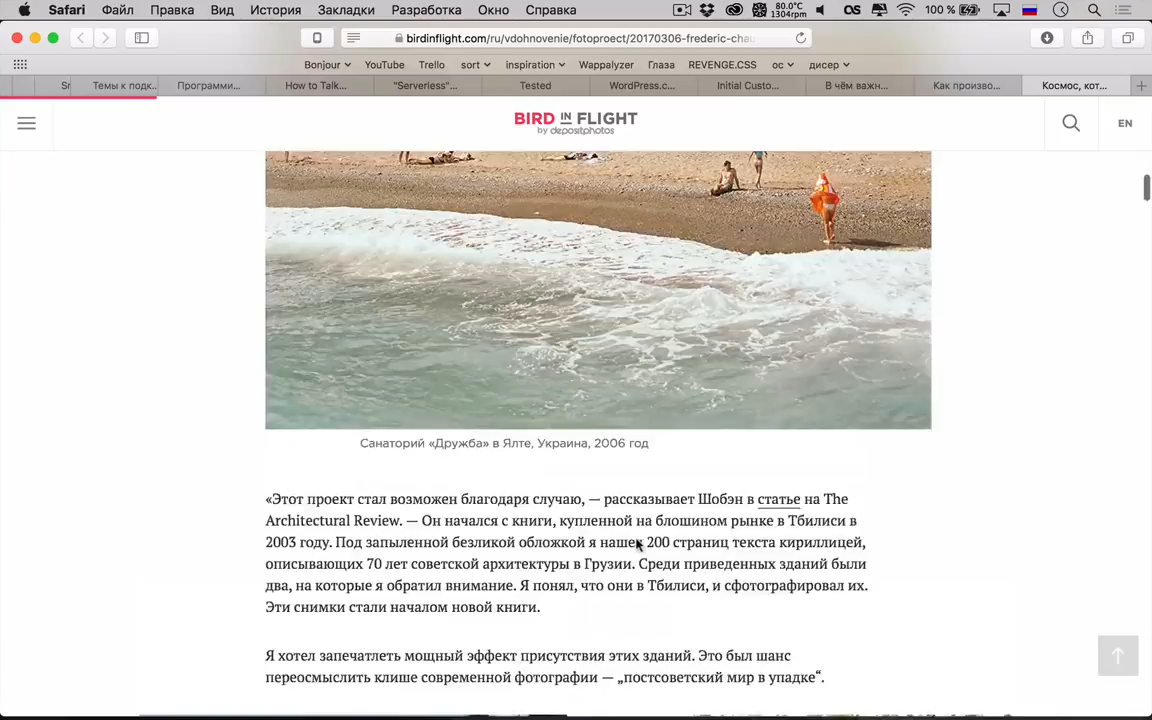 Safari Файл Правка Вид История Закладки Разработка Окно Справка 80.0°C 1304rpm 100 %
birdinflight.com/ru/vdohnovenie/fotoproect/20170306-frederic-cha
Bonjour YouTube Trello sort inspiration Wappalyzer Глаза REVENGE.CSS ос дисер
Sr Темы к подк... Программи... How to Talk... "Serverless"... Tested WordPress.c... Initial Custo... В чём важн... Как произво... Космос, кот...
BIRD IN FLIGHT EN
by depositphotos
Санаторий «Дружба» в Ялте, Украина, 2006 год
«Этот проект стал возможен благодаря случаю, — рассказывает Шобэн в статье на The
Architectural Review. — Он начался с книги, купленной на блошином рынке в Тбилиси в
2003 году. Под запыленной безликой обложкой я нашел 200 страниц текста кириллицей,
описывающих 70 лет советской архитектуры в Грузии. Среди приведенных зданий были
два, на которые я обратил внимание. Я понял, что они в Тбилиси, и сфотографировал их.
Эти снимки стали началом новой книги.
Я хотел запечатлеть мощный эффект присутствия этих зданий. Это был шанс
переосмыслить клише современной фотографии — „постсоветский мир в упадке“.